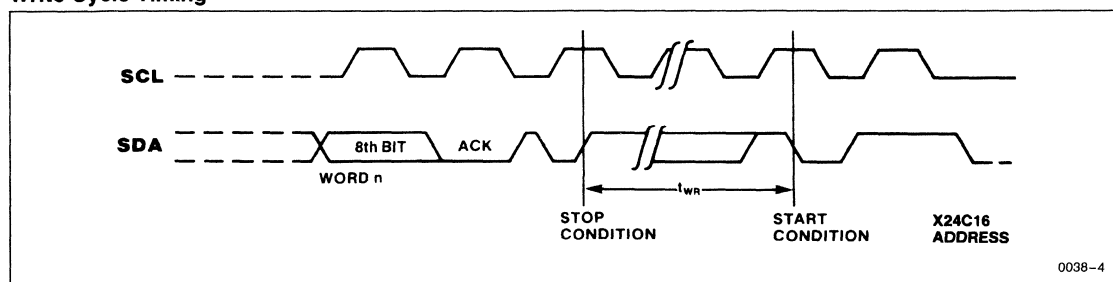 Write Cycle Timing
SCL
SDA
8th BIT
ACK
WORD n
tWR
STOP
CONDITION
START
CONDITION
X24C16
ADDRESS
0038–4